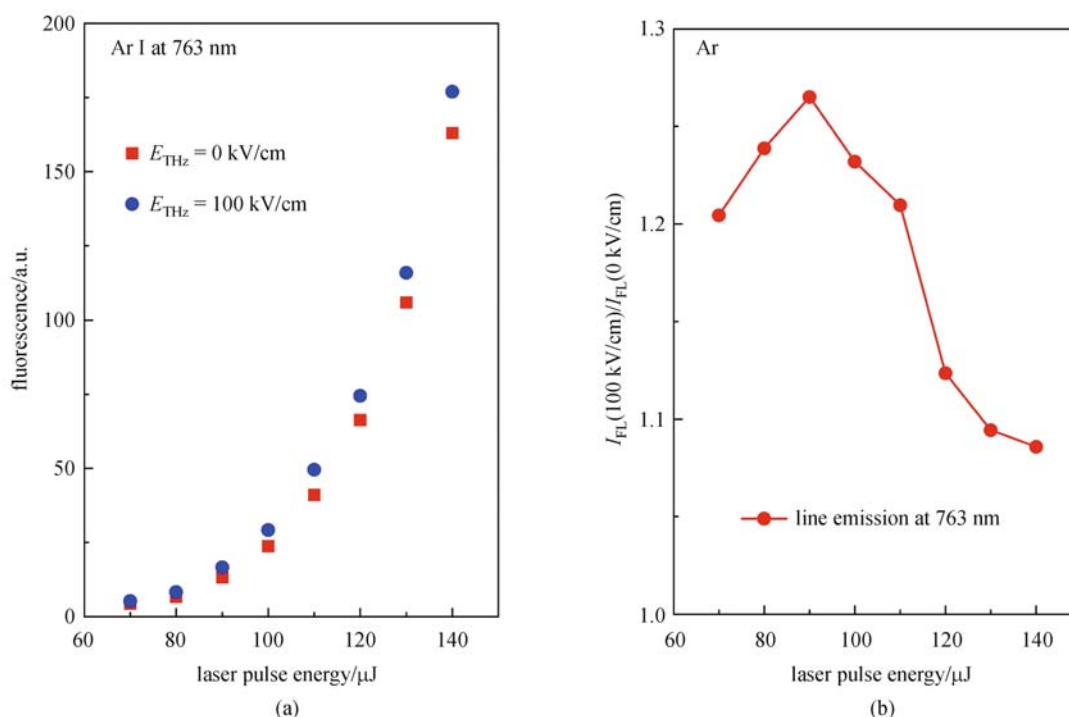 200
150
100
50
0
60
80
100
120
140
fluorescence/a.u.
laser pulse energy/μJ
Ar I at 763 nm
E_THz = 0 kV/cm
E_THz = 100 kV/cm
(a)
1.3
1.2
1.1
1.0
60
80
100
120
140
I_FL(100 kV/cm)/I_FL(0 kV/cm)
laser pulse energy/μJ
Ar
line emission at 763 nm
(b)